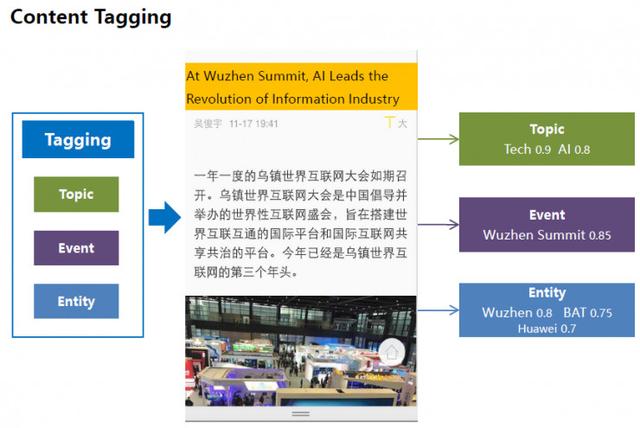 Content Tagging
Tagging
Topic
Event
Entity
At Wuzhen Summit, AI Leads the
Revolution of Information Industry
吴俊宇 11-17 19:41
T大
一年一度的乌镇世界互联网大会如期召
开。乌镇世界互联网大会是中国倡导并
举办的世界性互联网盛会，旨在搭建世
界互联互通的国际平台和国际互联网共
享共治的平台。今年已经是乌镇世界互
联网的第三个年头。
Topic
Tech 0.9 AI 0.8
Event
Wuzhen Summit 0.85
Entity
Wuzhen 0.8 BAT 0.75
Huawei 0.7